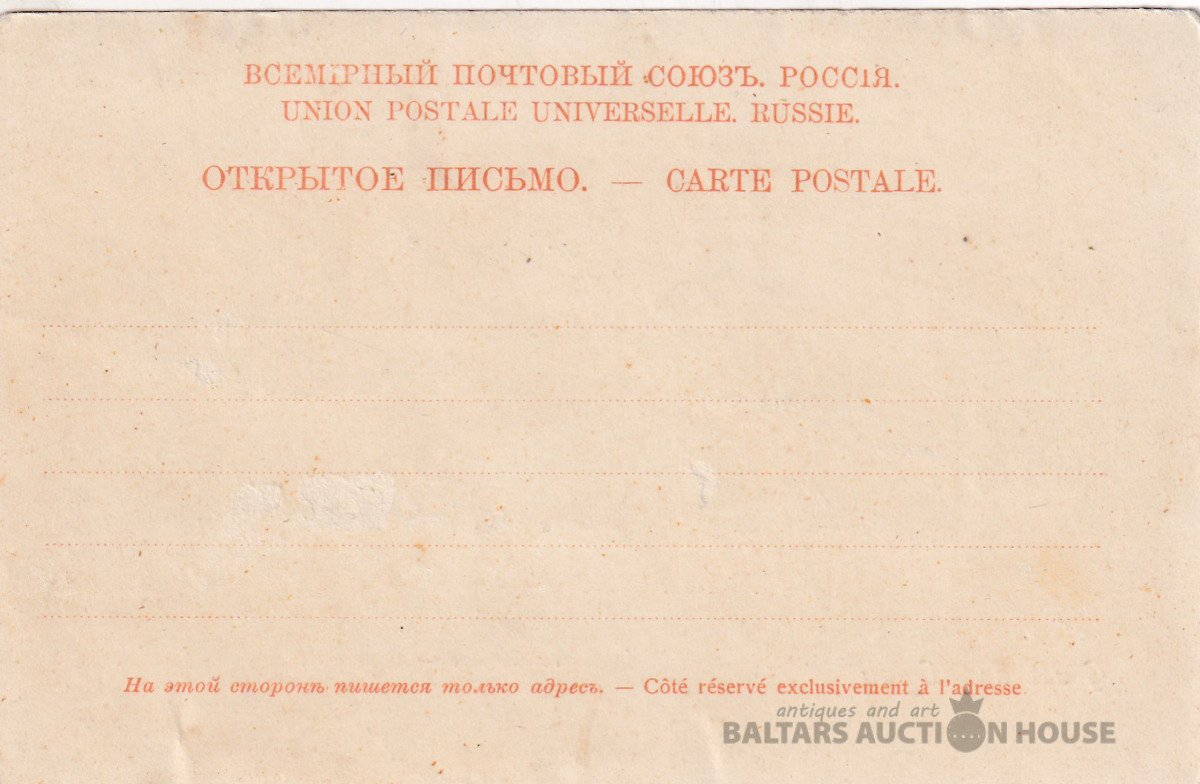 ВСЕМІРНЫЙ ПОЧТОВЫЙ СОЮЗЪ. РОССІЯ.
UNION POSTALE UNIVERSELLE. RUSSIE.
ОТКРЫТОЕ ПИСЬМО. — CARTE POSTALE.
На этой сторонѣ пишется только адресъ. — Côté réservé exclusivement à l'adresse
antiques and art
BALTARS AUCTION HOUSE